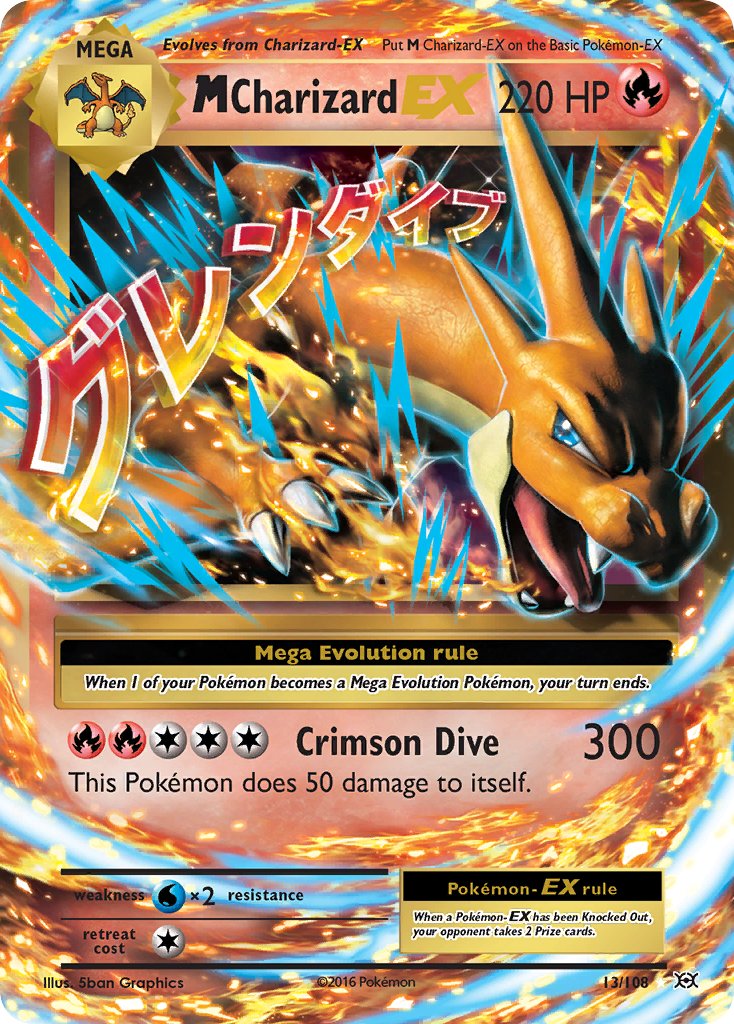 MEGA
Evolves from Charizard-EX
Put M Charizard-EX on the Basic Pokémon-EX
M Charizard EX 220 HP
グレンダイブ
Mega Evolution rule
When 1 of your Pokémon becomes a Mega Evolution Pokémon, your turn ends.
Crimson Dive 300
This Pokémon does 50 damage to itself.
weakness ×2 resistance
retreat
cost
Pokémon-EX rule
When a Pokémon-EX has been Knocked Out,
your opponent takes 2 Prize cards.
Illus. 5ban Graphics
©2016 Pokémon
13/108